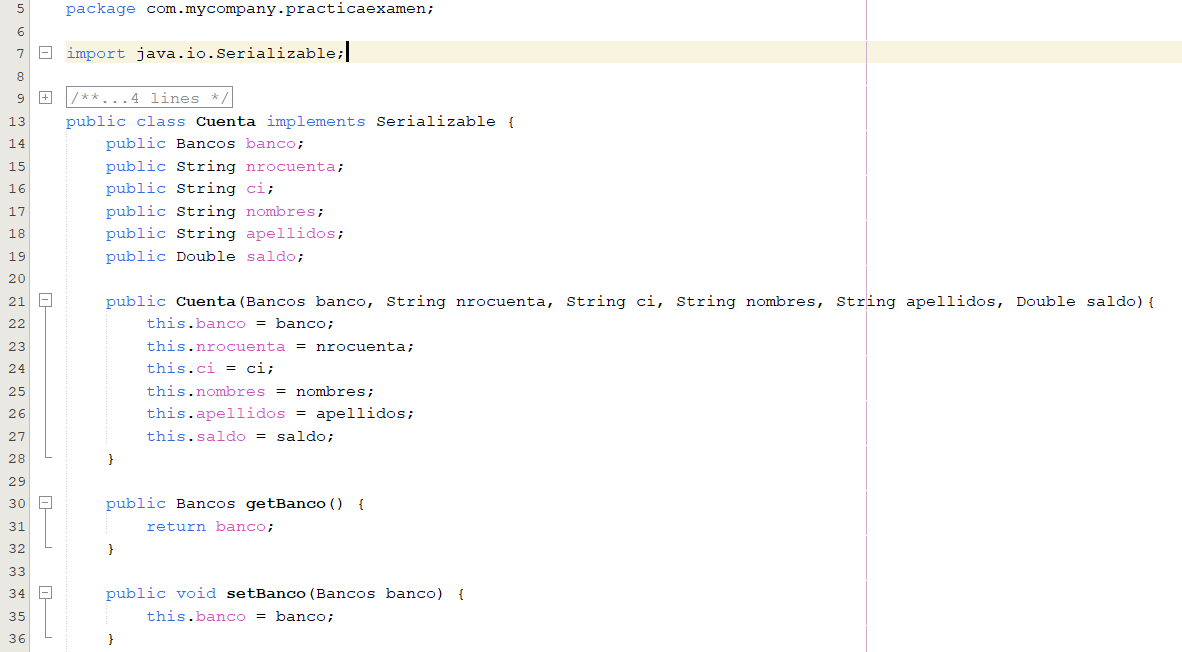 5 package com.mycompany.practicaexamen;
6
7 import java.io.Serializable;
8
9 /**...4 lines */
13 public class Cuenta implements Serializable {
14 public Bancos banco;
15 public String nrocuenta;
16 public String ci;
17 public String nombres;
18 public String apellidos;
19 public Double saldo;
20
21 public Cuenta(Bancos banco, String nrocuenta, String ci, String nombres, String apellidos, Double saldo){
22 this.banco = banco;
23 this.nrocuenta = nrocuenta;
24 this.ci = ci;
25 this.nombres = nombres;
26 this.apellidos = apellidos;
27 this.saldo = saldo;
28 }
29
30 public Bancos getBanco() {
31 return banco;
32 }
33
34 public void setBanco(Bancos banco) {
35 this.banco = banco;
36 }